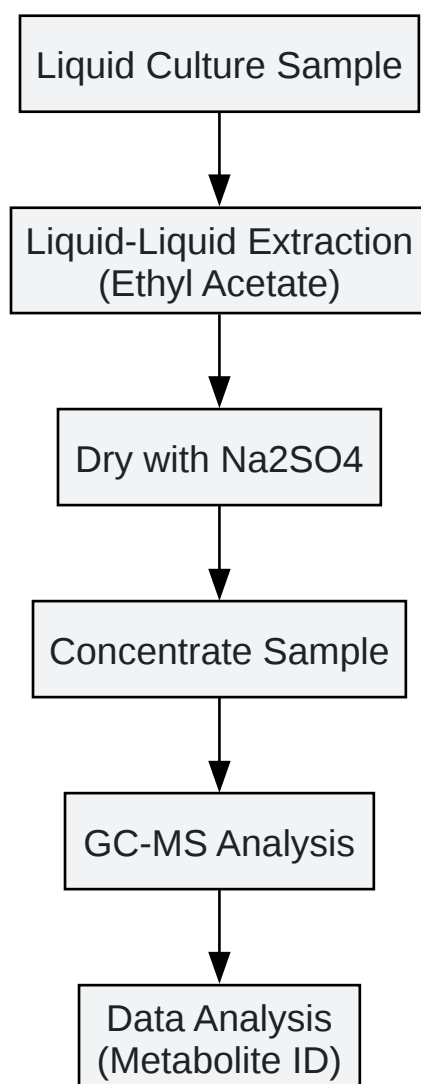 Liquid Culture Sample
Liquid-Liquid Extraction
(Ethyl Acetate)
Dry with Na2SO4
Concentrate Sample
GC-MS Analysis
Data Analysis
(Metabolite ID)